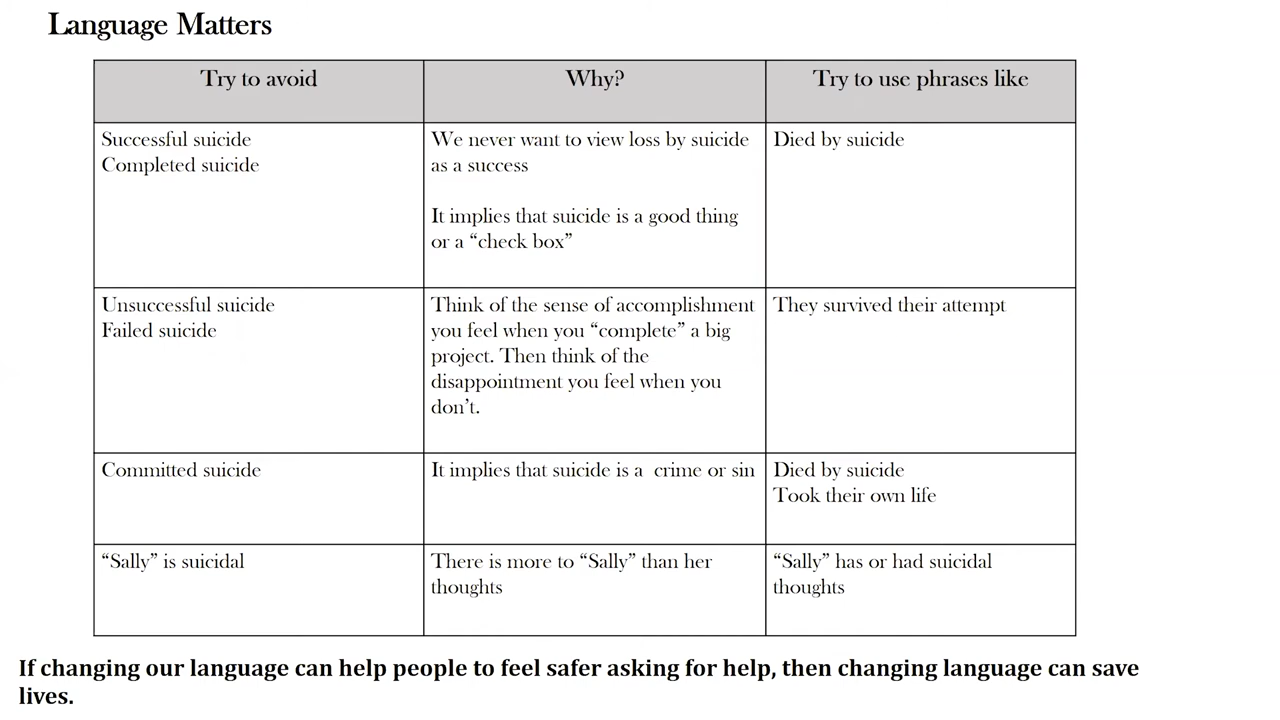 Language Matters
Try to avoid
Why?
Try to use phrases like
Successful suicide
Completed suicide
We never want to view loss by suicide
as a success
It implies that suicide is a good thing
or a “check box”
Died by suicide
Unsuccessful suicide
Failed suicide
Think of the sense of accomplishment
you feel when you “complete” a big
project. Then think of the
disappointment you feel when you
don’t.
They survived their attempt
Committed suicide
It implies that suicide is a  crime or sin
Died by suicide
Took their own life
“Sally” is suicidal
There is more to “Sally” than her
thoughts
“Sally” has or had suicidal
thoughts
If changing our language can help people to feel safer asking for help, then changing language can save
lives.